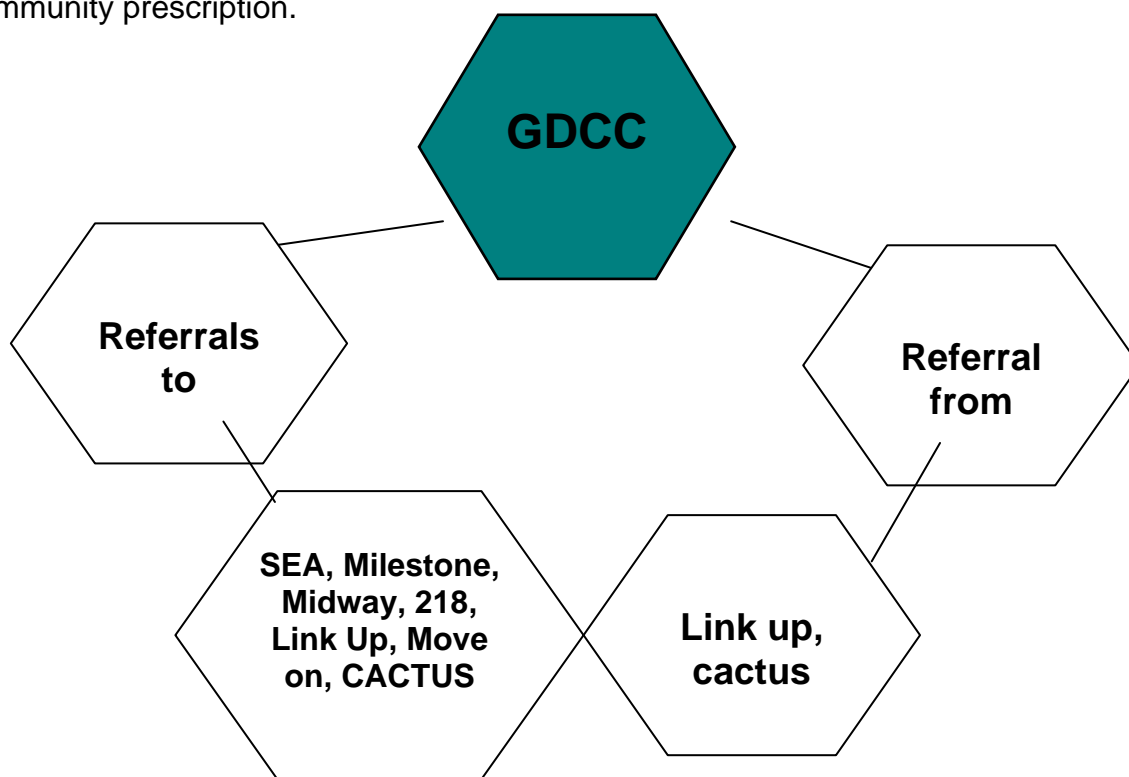 mmunity prescription.
GDCC
Referrals
to
Referral
from
SEA, Milestone,
Midway, 218,
Link Up, Move
on, CACTUS
Link up,
cactus